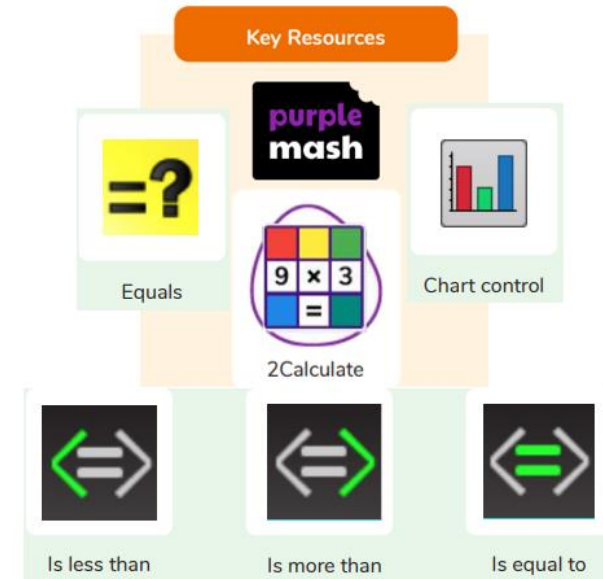 Key Resources
purple
mash
=?
Equals
9 × 3
=
2Calculate
Chart control
<=>
Is less than
<=>
Is more than
<=>
Is equal to